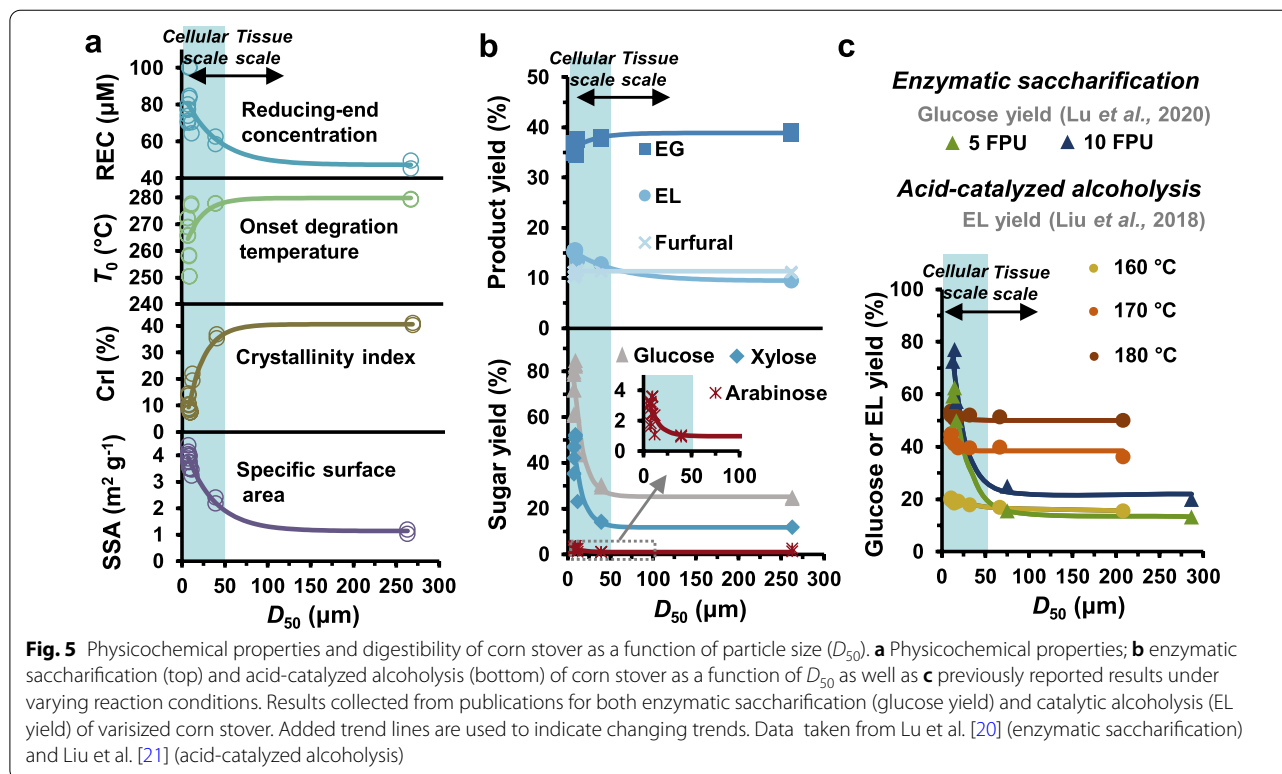 a
Cellular Tissue
scale scale
REC (µM)
100
80
60
40
Reducing-end
concentration
T0 (°C)
280
270
260
250
240
Onset degration
temperature
CrI (%)
40
30
20
10
0
Crystallinity index
SSA (m² g-1)
4
3
2
1
0
Specific surface
area
0 50 100 150 200 250 300
D50 (µm)
b
Cellular Tissue
scale scale
Product yield (%)
50
40
30
20
10
0
EG
EL
Furfural
Sugar yield (%)
80
60
40
20
0
Glucose Xylose
Arabinose
4
2
0
0 50 100
0 50 100 150 200 250 300
D50 (µm)
c
Enzymatic saccharification
Glucose yield (Lu et al., 2020)
5 FPU 10 FPU
Acid-catalyzed alcoholysis
EL yield (Liu et al., 2018)
160 °C
170 °C
180 °C
Cellular Tissue
scale scale
Glucose or EL yield (%)
100
80
60
40
20
0
0 50 100 150 200 250 300
D50 (µm)
Fig. 5 Physicochemical properties and digestibility of corn stover as a function of particle size (D50). a Physicochemical properties; b enzymatic
saccharification (top) and acid-catalyzed alcoholysis (bottom) of corn stover as a function of D50 as well as c previously reported results under
varying reaction conditions. Results collected from publications for both enzymatic saccharification (glucose yield) and catalytic alcoholysis (EL
yield) of varisized corn stover. Added trend lines are used to indicate changing trends. Data taken from Lu et al. [20] (enzymatic saccharification)
and Liu et al. [21] (acid-catalyzed alcoholysis)